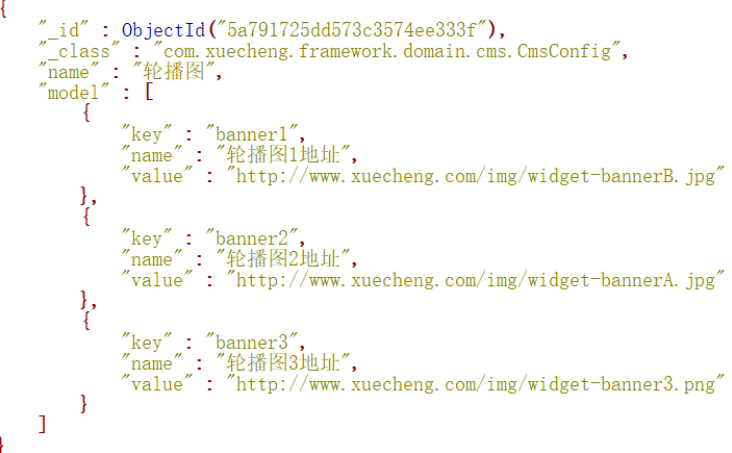 {
"_id" : ObjectId("5a791725dd573c3574ee333f"),
"_class" : "com.xuecheng.framework.domain.cms.CmsConfig",
"name" : "轮播图",
"model" : [
{
"key" : "banner1",
"name" : "轮播图1地址",
"value" : "http://www.xuecheng.com/img/widget-bannerB.jpg"
},
{
"key" : "banner2",
"name" : "轮播图2地址",
"value" : "http://www.xuecheng.com/img/widget-bannerA.jpg"
},
{
"key" : "banner3",
"name" : "轮播图3地址",
"value" : "http://www.xuecheng.com/img/widget-banner3.png"
}
]
}